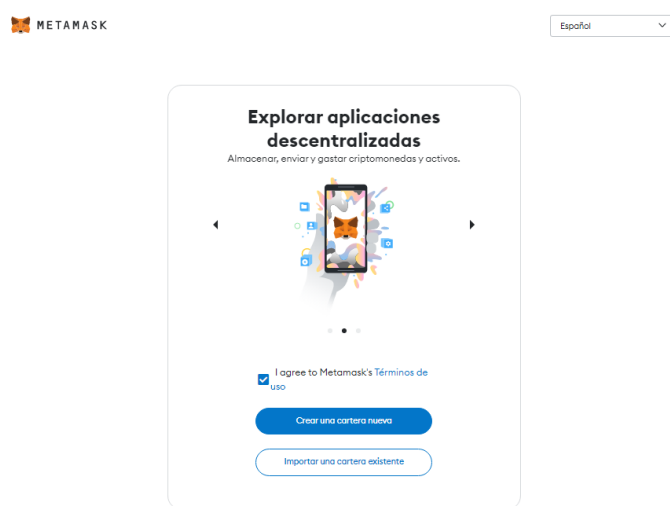 METAMASK
Español
Explorar aplicaciones
descentralizadas
Almacenar, enviar y gastar criptomonedas y activos.
I agree to Metamask's Términos de
uso
Crear una cartera nueva
Importar una cartera existente